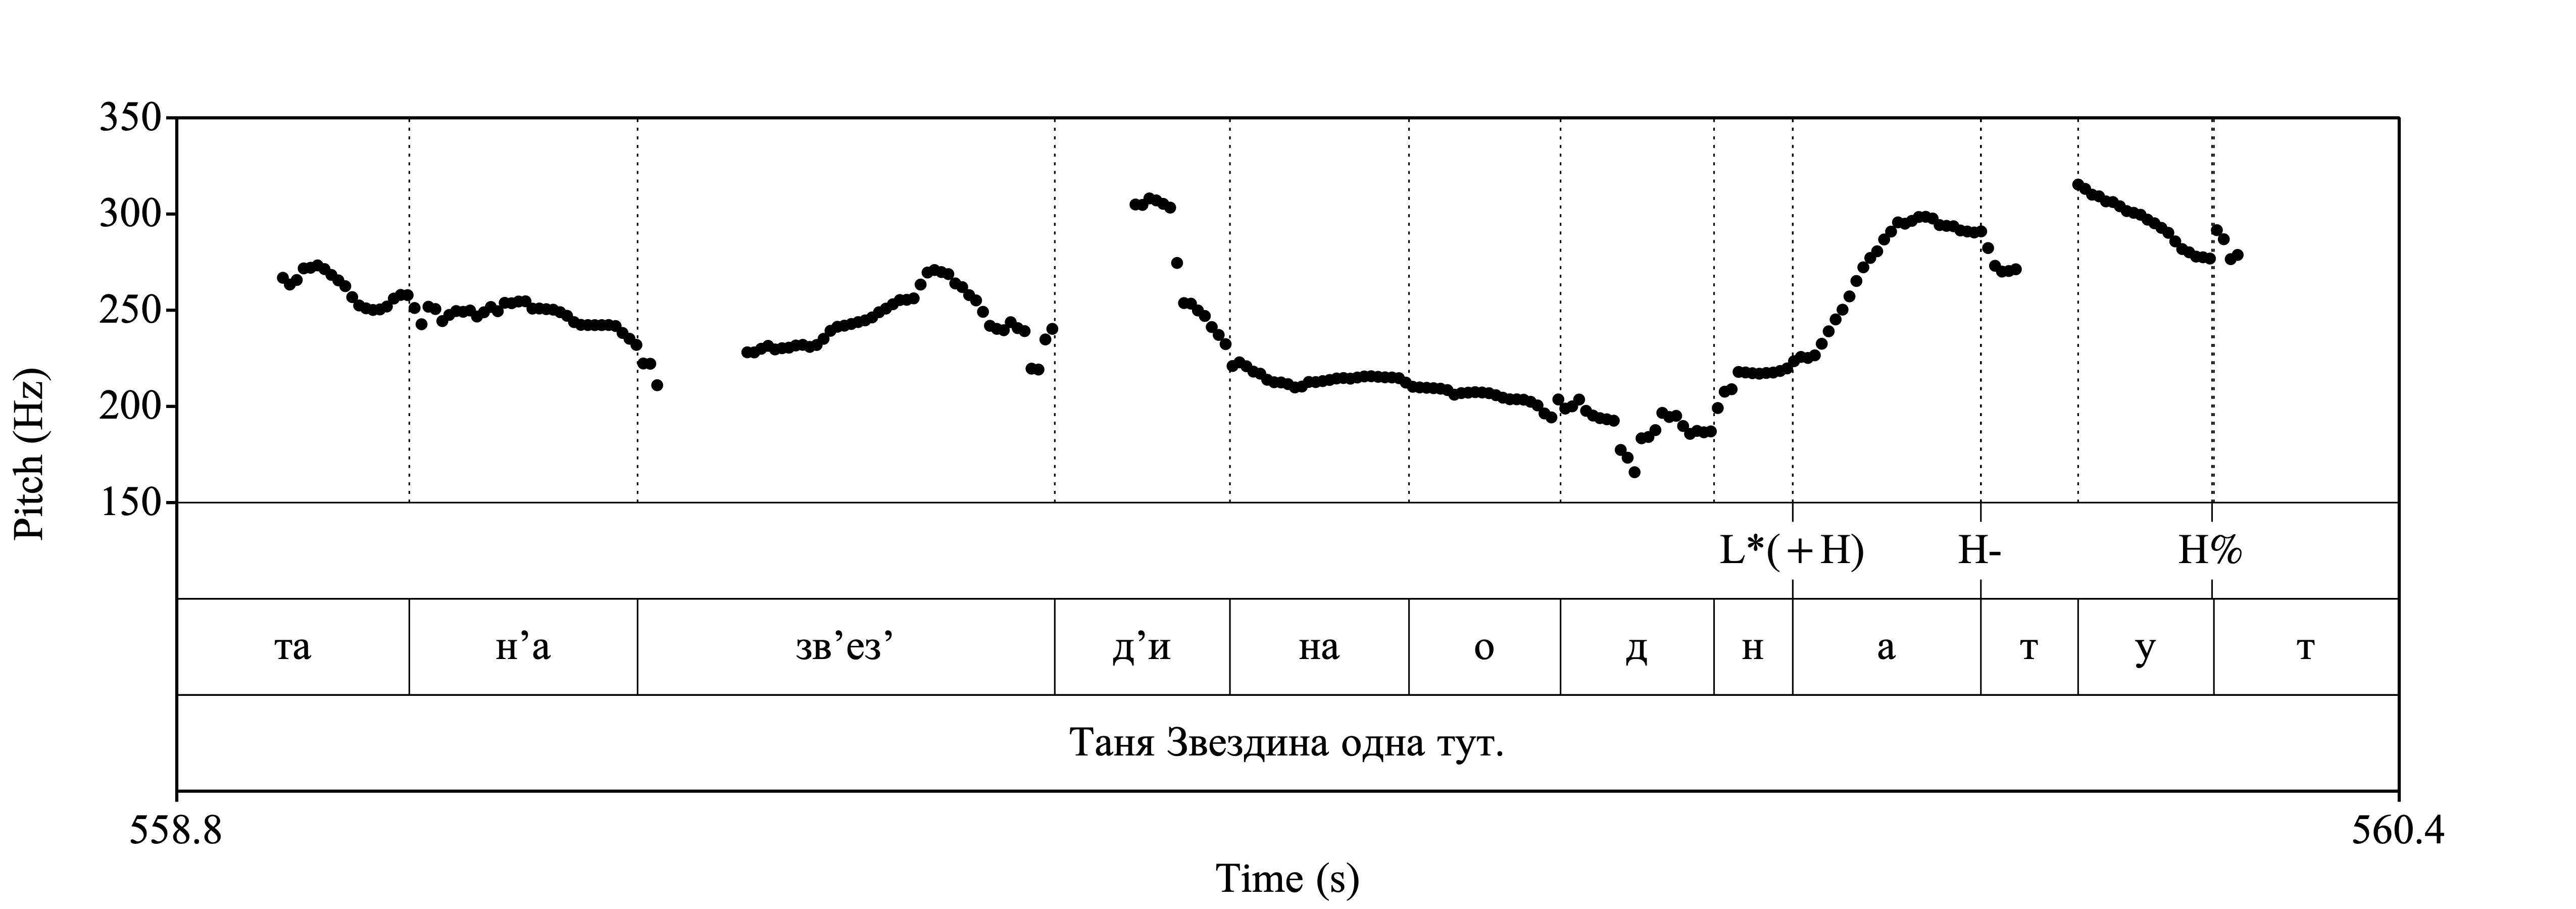 350
300
250
200
150
Pitch (Hz)
L*(+H) H- H%
та н’а зв’ез’ д’и на о д н а т у т
Таня Звездина одна тут.
558.8 560.4
Time (s)